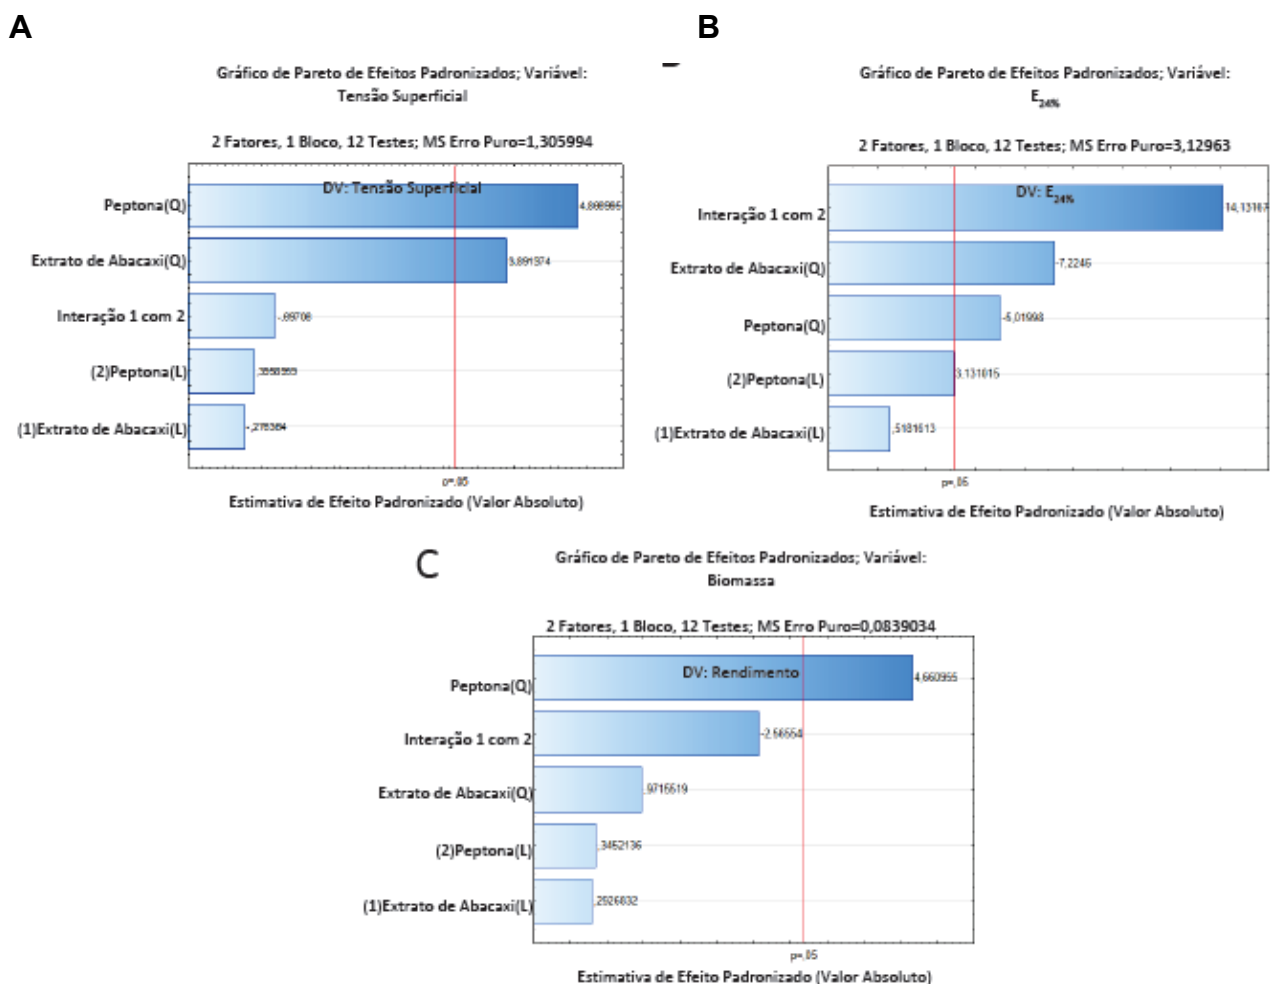 A
Gráfico de Pareto de Efeitos Padronizados; Variável:
Tensão Superficial
2 Fatores, 1 Bloco, 12 Testes; MS Erro Puro=1,305994
DV: Tensão Superficial
Peptona(Q)
Extrato de Abacaxi(Q)
3,891374
Interação 1 com 2
-,69708
(2)Peptona(L)
(1)Extrato de Abacaxi(L)
Estimativa de Efeito Padronizado (Valor Absoluto)
B
Gráfico de Pareto de Efeitos Padronizados; Variável:
E24%
2 Fatores, 1 Bloco, 12 Testes; MS Erro Puro=3,12963
DV: E24%
Interação 1 com 2
14,13167
Extrato de Abacaxi(Q)
-7,2246
Peptona(Q)
-5,01998
(2)Peptona(L)
3,131015
(1)Extrato de Abacaxi(L)
,5181613
p=,05
Estimativa de Efeito Padronizado (Valor Absoluto)
C
Gráfico de Pareto de Efeitos Padronizados; Variável:
Biomassa
2 Fatores, 1 Bloco, 12 Testes; MS Erro Puro=0,0839034
DV: Rendimento
Peptona(Q)
4,660955
Interação 1 com 2
-2,56554
Extrato de Abacaxi(Q)
,9715519
(2)Peptona(L)
,3452136
(1)Extrato de Abacaxi(L)
,2926832
p=,05
Estimativa de Efeito Padronizado (Valor Absoluto)